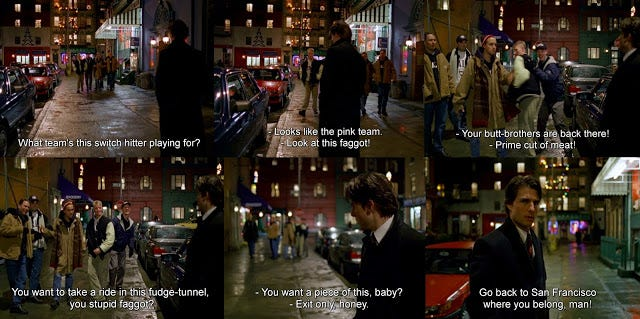 What team's this switch hitter playing for?
- Looks like the pink team.
- Look at this faggot!
- Your butt-brothers are back there!
- Prime cut of meat!
You want to take a ride in this fudge-tunnel,
you stupid faggot?
- You want a piece of this, baby?
- Exit only, honey.
Go back to San Francisco
where you belong, man!